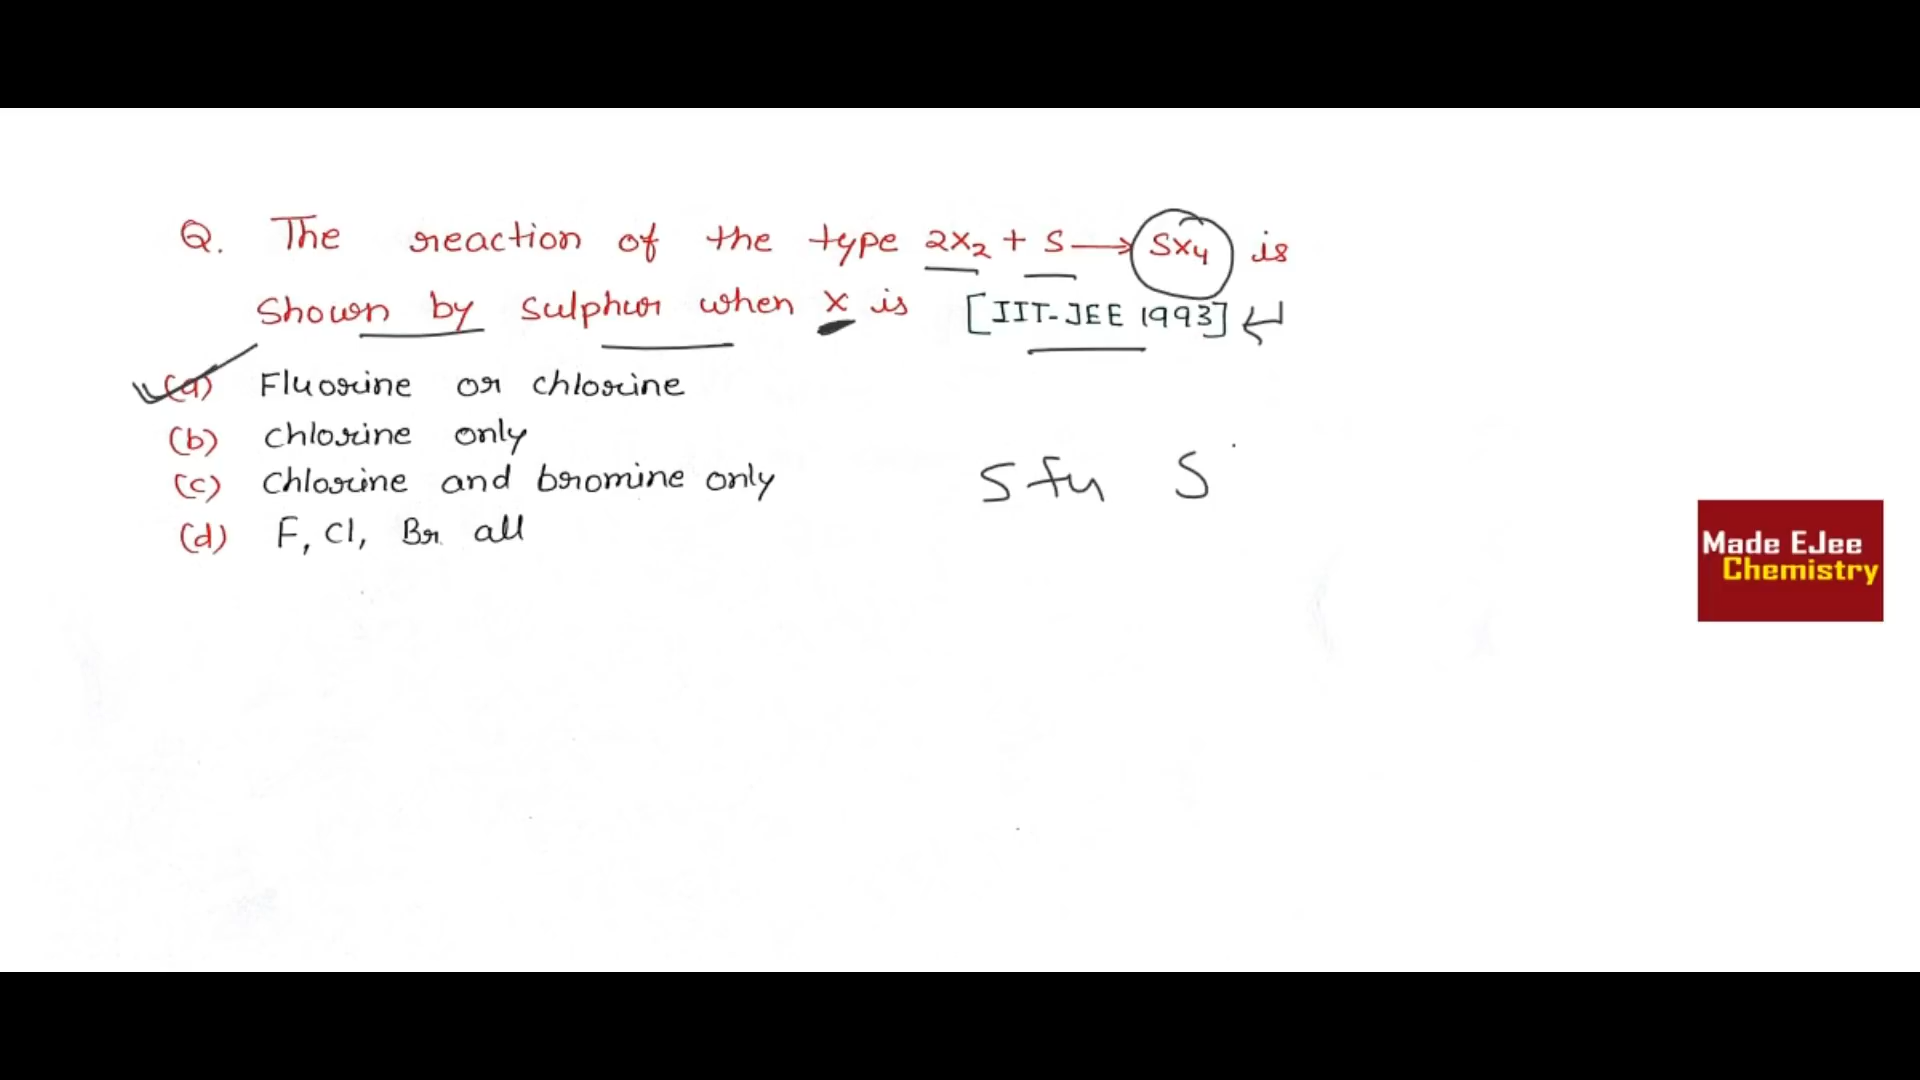 Q. The reaction of the type 2X₂ + S → SX₄ is
Shown by Sulphur when X is [IIT-JEE 1993]
(a) Fluorine or chlorine
(b) Chlorine only
(c) Chlorine and bromine only
(d) F, Cl, Br all
SF₄ S
Made EJee
Chemistry